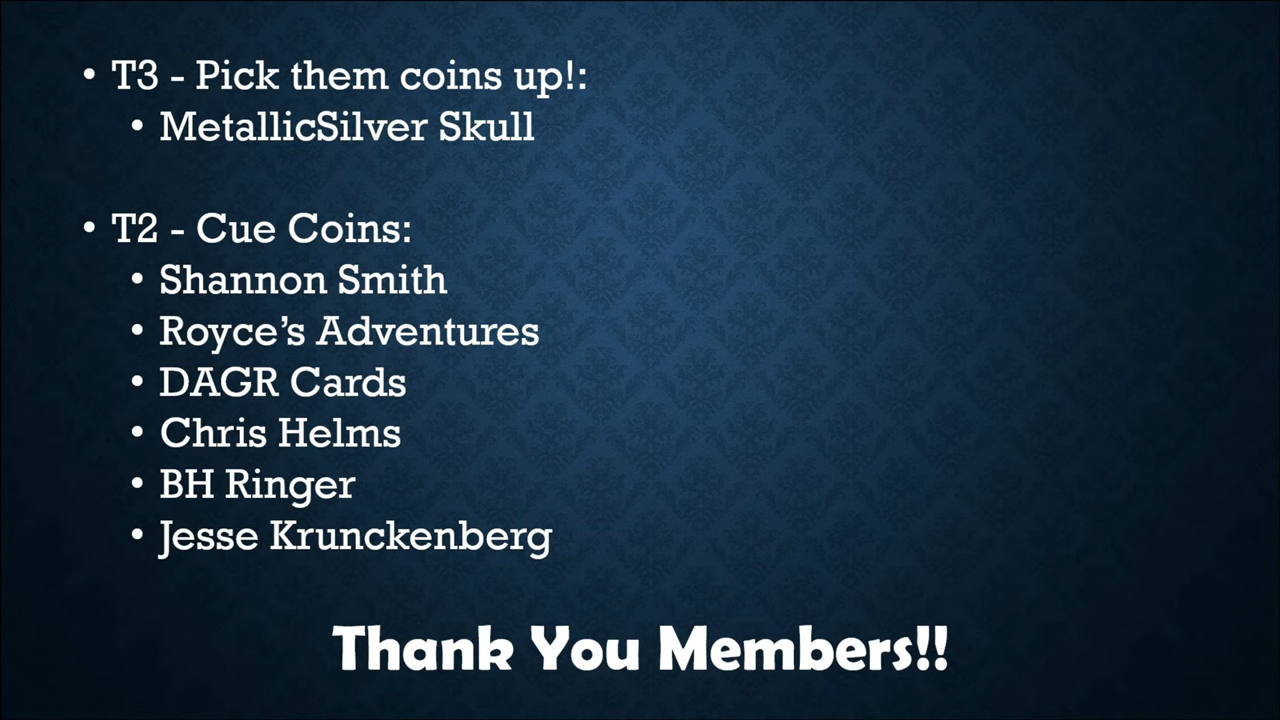 • T3 - Pick them coins up!:
• MetallicSilver Skull
• T2 - Cue Coins:
• Shannon Smith
• Royce’s Adventures
• DAGR Cards
• Chris Helms
• BH Ringer
• Jesse Krunckenberg
Thank You Members!!